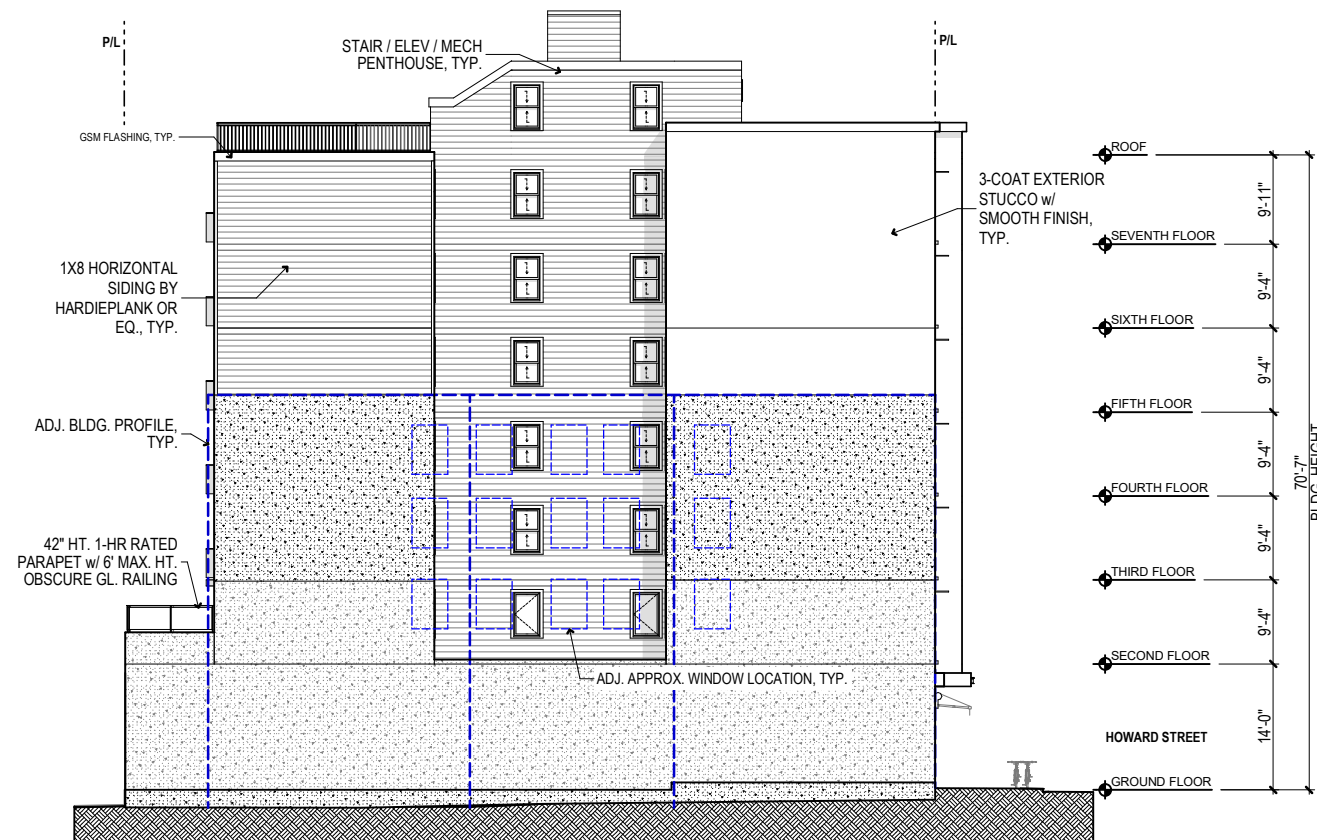 P/L
P/L
STAIR / ELEV / MECH
PENTHOUSE, TYP.
GSM FLASHING, TYP.
ROOF
3-COAT EXTERIOR
STUCCO w/
SMOOTH FINISH,
TYP.
9'-11"
SEVENTH FLOOR
1X8 HORIZONTAL
SIDING BY
HARDIEPLANK OR
EQ., TYP.
9'-4"
SIXTH FLOOR
9'-4"
FIFTH FLOOR
ADJ. BLDG. PROFILE,
TYP.
9'-4"
70'-7"
BLDG. HEIGHT
FOURTH FLOOR
42" HT. 1-HR RATED
PARAPET w/ 6' MAX. HT.
OBSCURE GL. RAILING
9'-4"
THIRD FLOOR
9'-4"
SECOND FLOOR
ADJ. APPROX. WINDOW LOCATION, TYP.
14'-0"
HOWARD STREET
GROUND FLOOR